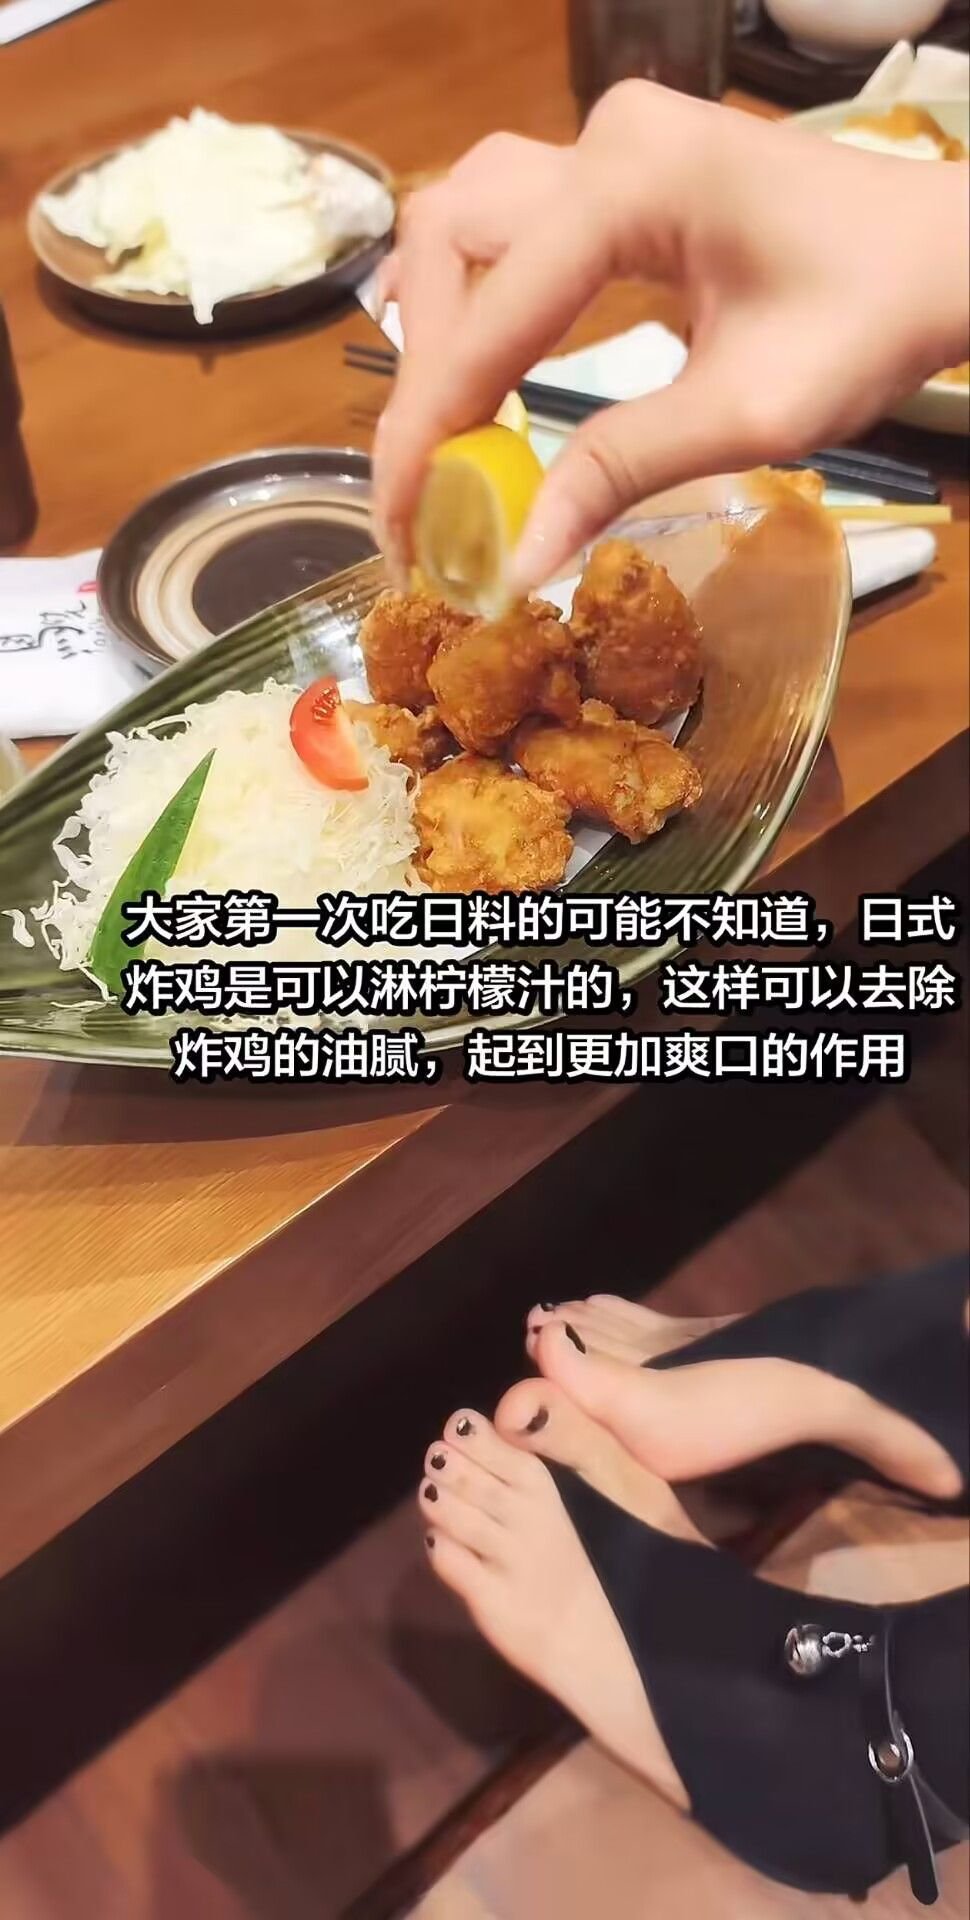 大家第一次吃日料的可能不知道，日式
炸鸡是可以淋柠檬汁的，这样可以去除
炸鸡的油腻，起到更加爽口的作用